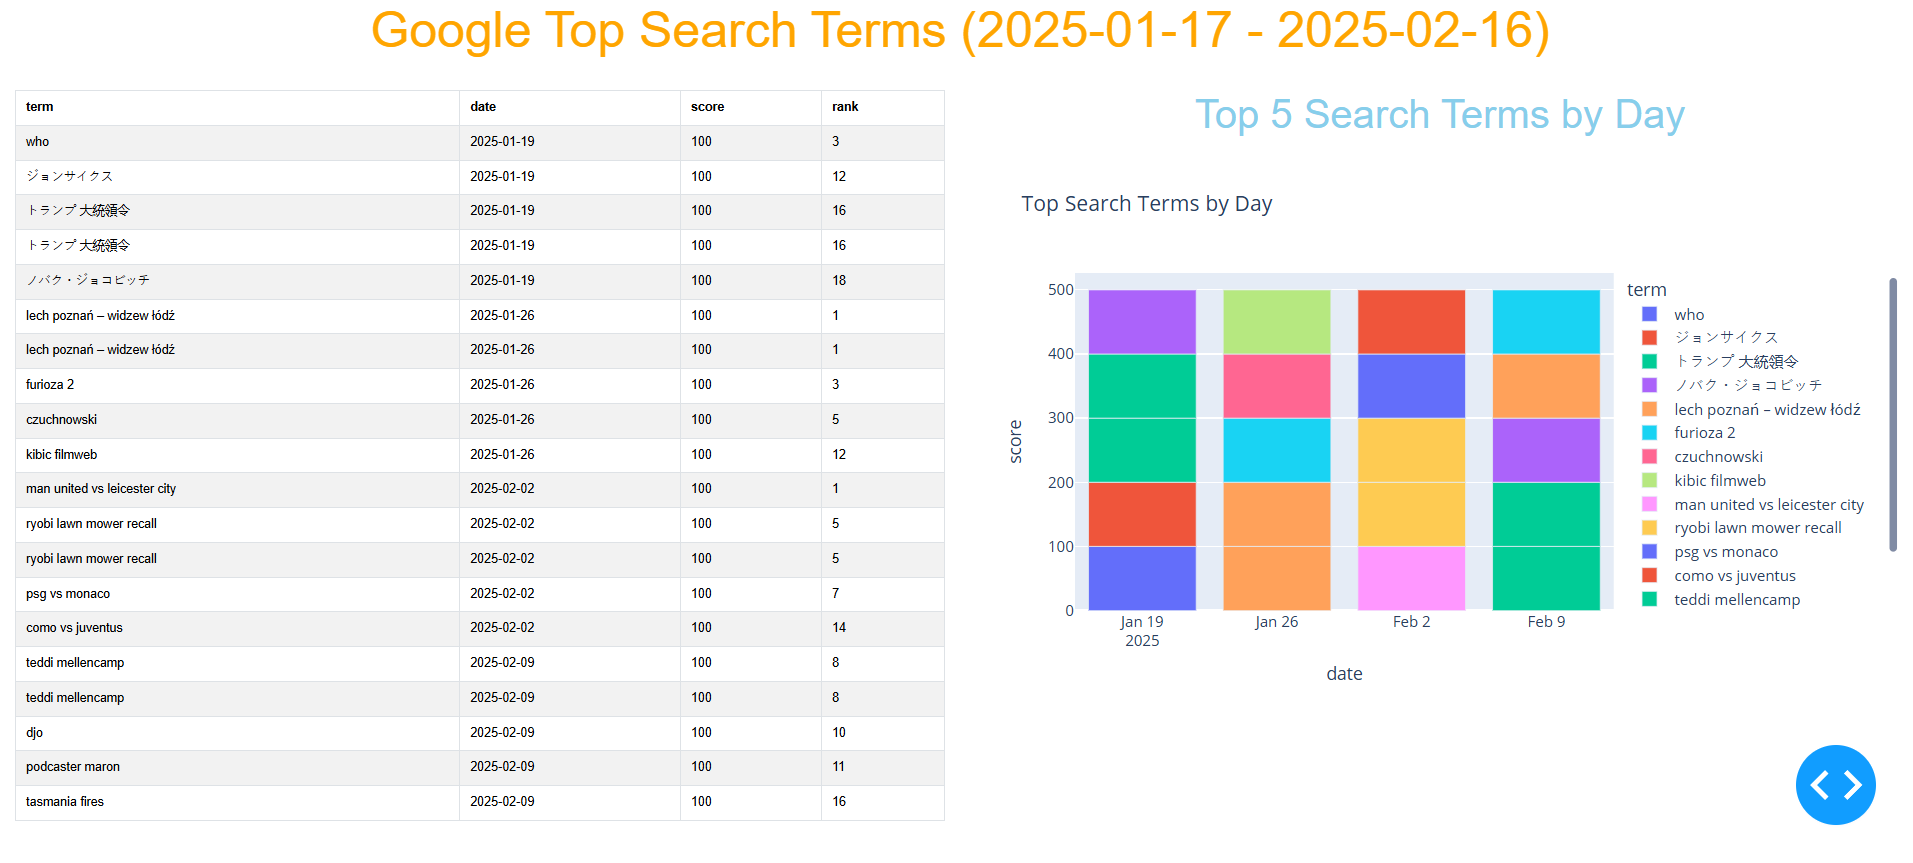 Google Top Search Terms (2025-01-17 - 2025-02-16)
term date score rank
who 2025-01-19 100 3
ジョンサイクス 2025-01-19 100 12
トランプ 大統領令 2025-01-19 100 16
トランプ 大統領令 2025-01-19 100 16
ノバク・ジョコビッチ 2025-01-19 100 18
lech poznań – widzew łódź 2025-01-26 100 1
lech poznań – widzew łódź 2025-01-26 100 1
furioza 2 2025-01-26 100 3
czuchnowski 2025-01-26 100 5
kibic filmweb 2025-01-26 100 12
man united vs leicester city 2025-02-02 100 1
ryobi lawn mower recall 2025-02-02 100 5
ryobi lawn mower recall 2025-02-02 100 5
psg vs monaco 2025-02-02 100 7
como vs juventus 2025-02-02 100 14
teddi mellencamp 2025-02-09 100 8
teddi mellencamp 2025-02-09 100 8
djo 2025-02-09 100 10
podcaster maron 2025-02-09 100 11
tasmania fires 2025-02-09 100 16
Top 5 Search Terms by Day
Top Search Terms by Day
500
400
300
200
100
0
score
Jan 19 Jan 26 Feb 2 Feb 9
2025
date
term
who
ジョンサイクス
トランプ 大統領令
ノバク・ジョコビッチ
lech poznań – widzew łódź
furioza 2
czuchnowski
kibic filmweb
man united vs leicester city
ryobi lawn mower recall
psg vs monaco
como vs juventus
teddi mellencamp